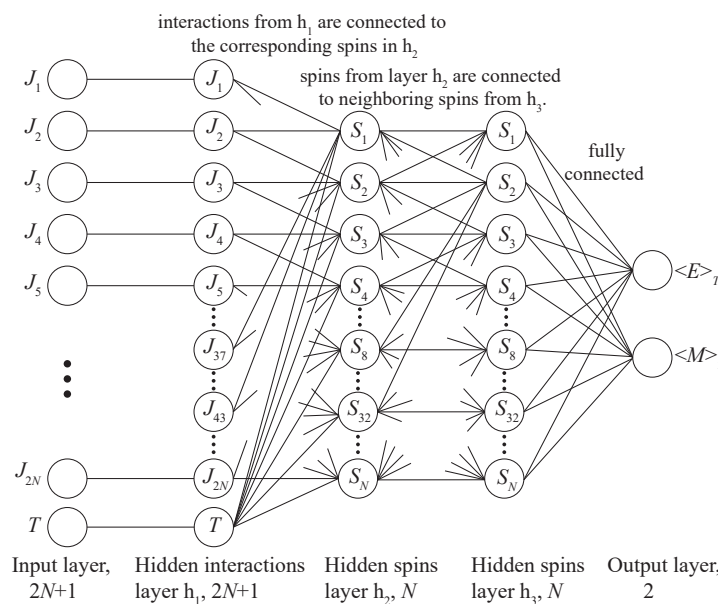 interactions from h₁ are connected to
the corresponding spins in h₂
spins from layer h₂ are connected
to neighboring spins from h₃.
fully
connected
J₁
J₂
J₃
J₄
J₅
J₂N
T
J₁
J₂
J₃
J₄
J₅
J₃₇
J₄₃
J₂N
T
S₁
S₂
S₃
S₄
S₈
S₃₂
S_N
S₁
S₂
S₃
S₄
S₈
S₃₂
S_N
<E>_T
<M>
Input layer,
2N+1
Hidden interactions
layer h₁, 2N+1
Hidden spins
layer h₂, N
Hidden spins
layer h₃, N
Output layer,
2